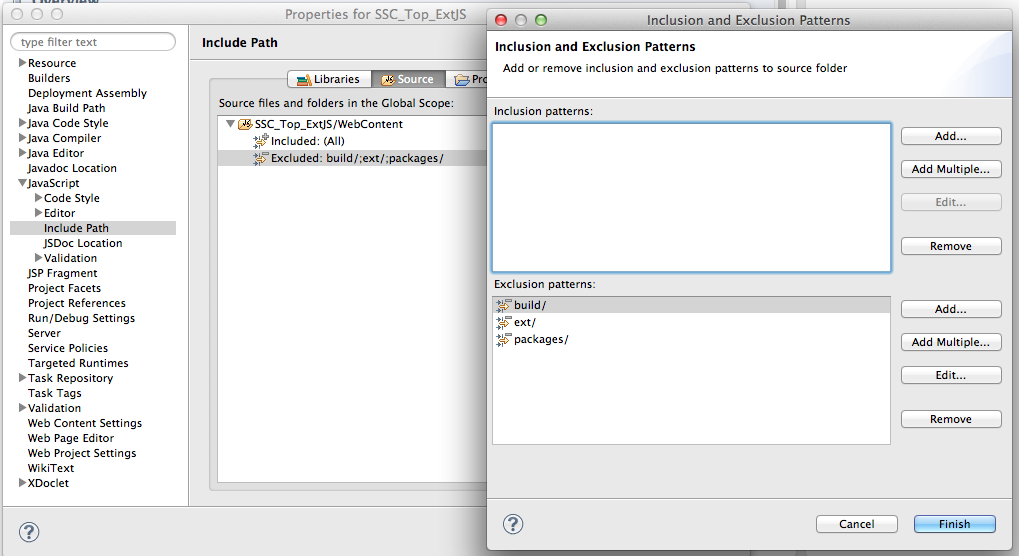 Overview
Properties for SSC_Top_ExtJS
type filter text
Resource
Builders
Deployment Assembly
Java Build Path
Java Code Style
Java Compiler
Java Editor
Javadoc Location
JavaScript
Code Style
Editor
Include Path
JSDoc Location
Validation
JSP Fragment
Project Facets
Project References
Run/Debug Settings
Server
Service Policies
Targeted Runtimes
Task Repository
Task Tags
Validation
Web Content Settings
Web Page Editor
Web Project Settings
WikiText
XDoclet
?
Include Path
Libraries
Source
Pro
Source files and folders in the Global Scope:
SSC_Top_ExtJS/WebContent
Included: (All)
Excluded: build/;ext/;packages/
Inclusion and Exclusion Patterns
Inclusion and Exclusion Patterns
Add or remove inclusion and exclusion patterns to source folder
Inclusion patterns:
Add...
Add Multiple...
Edit...
Remove
Exclusion patterns:
build/
ext/
packages/
Add...
Add Multiple...
Edit...
Remove
?
Cancel
Finish